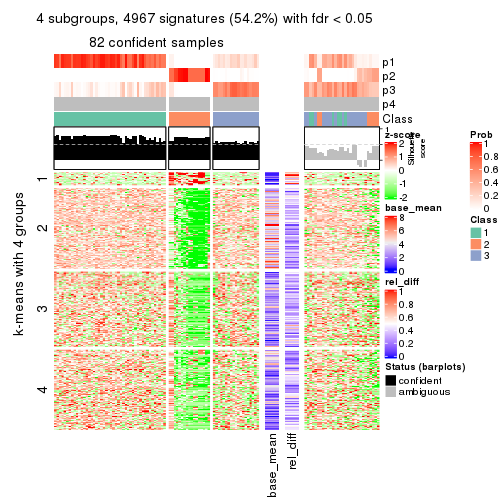 4 subgroups, 4967 signatures (54.2%) with fdr < 0.05
82 confident samples
p1
p2
p3
p4
Class
1
Silhouette
score
k-means with 4 groups
1
2
3
4
base_mean
rel_diff
z-score
2
1
0
-1
-2
base_mean
8
6
4
2
0
rel_diff
1
0.8
0.6
0.4
0.2
0
Status (barplots)
confident
ambiguous
Prob
1
0.8
0.6
0.4
0.2
0
Class
1
2
3